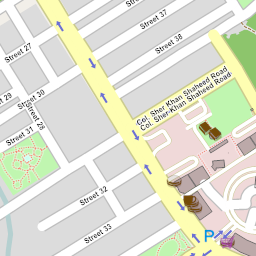 Street 27
Street 37
Street 38
Street 30
Col. Sher Khan Shaheed Road
Col. Sher Khan Shaheed Road
29
Street 31
Street 28
Street 32
Street 33
P